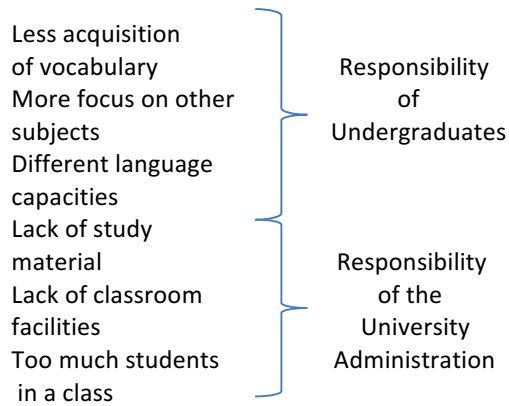 Less acquisition
of vocabulary
More focus on other
subjects
Different language
capacities
Lack of study
material
Lack of classroom
facilities
Too much students
in a class
Responsibility
of
Undergraduates
Responsibility
of the
University
Administration